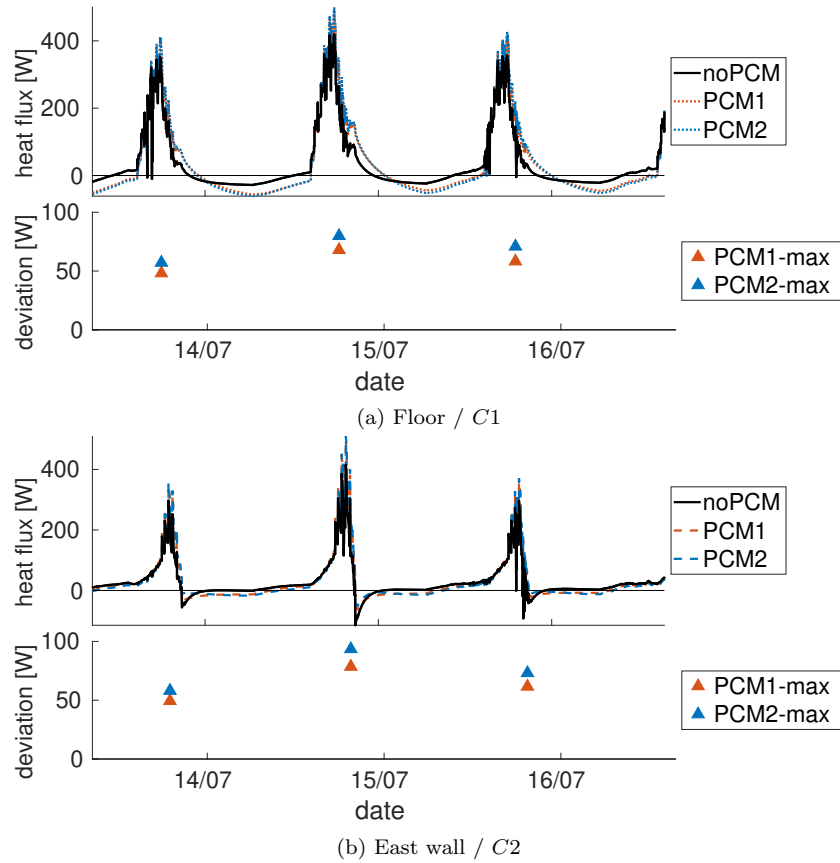 400
200
0
heat flux [W]
noPCM
PCM1
PCM2
100
50
0
deviation [W]
PCM1-max
PCM2-max
14/07 15/07 16/07
date
(a) Floor / C1
400
200
0
heat flux [W]
noPCM
PCM1
PCM2
100
50
0
deviation [W]
PCM1-max
PCM2-max
14/07 15/07 16/07
date
(b) East wall / C2